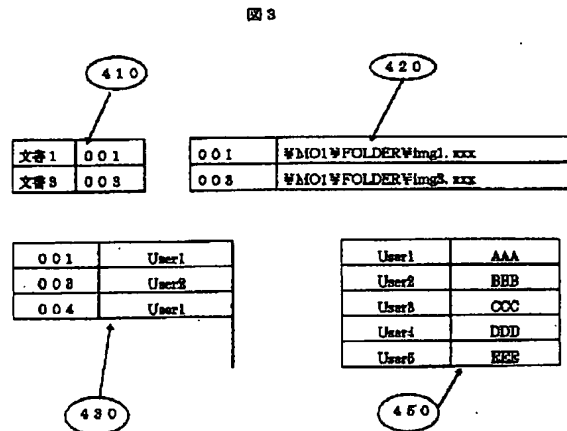 図3
410
420
文書1 001
文書3 003
001 ¥MO1¥FOLDER¥img1.xxx
003 ¥MO1¥FOLDER¥img3.xxx
001 User1
003 User2
004 User1
User1 AAA
User2 BBB
User3 CCC
User4 DDD
User5 EEE
430
450